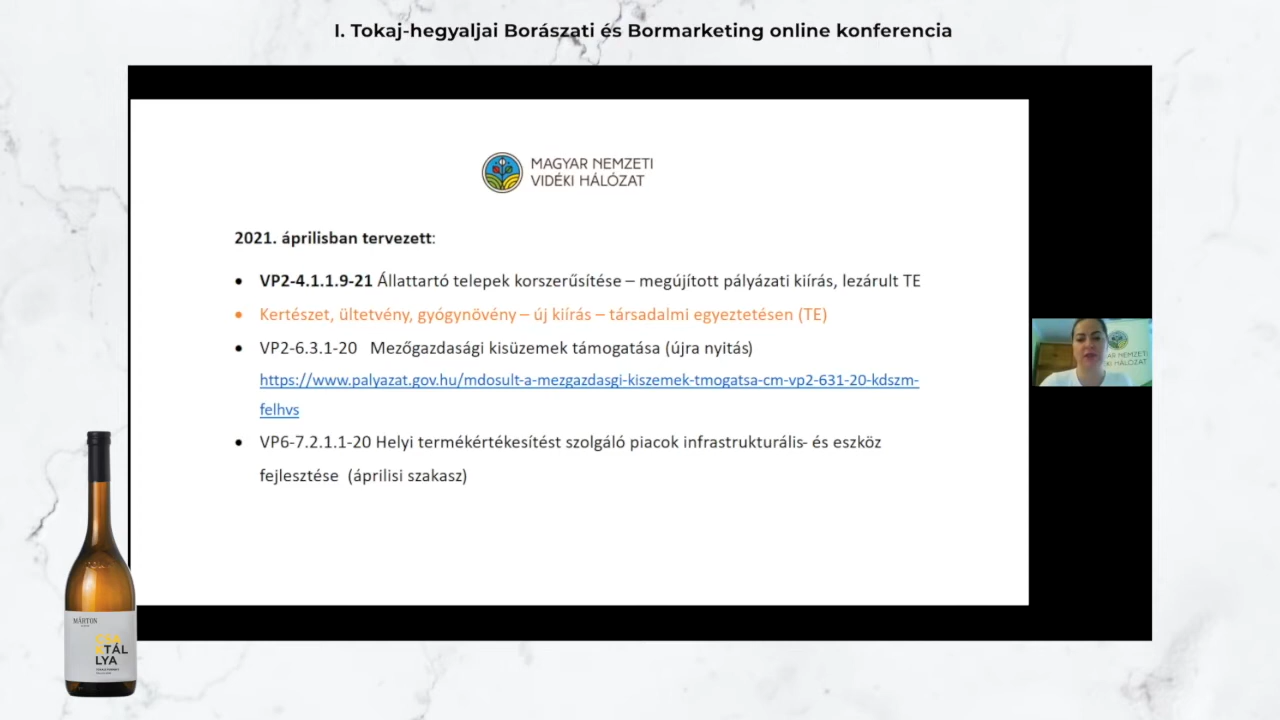 I. Tokaj-hegyaljai Borászati és Bormarketing online konferencia
MAGYAR NEMZETI
VIDÉKI HÁLÓZAT
2021. áprilisban tervezett:
• VP2-4.1.1.9-21 Állattartó telepek korszerűsítése – megújított pályázati kiírás, lezárult TE
• Kertészet, ültetvény, gyógynövény – új kiírás – társadalmi egyeztetésen (TE)
• VP2-6.3.1-20 Mezőgazdasági kisüzemek támogatása (újra nyitás)
https://www.palyazat.gov.hu/mdosult-a-mezgazdasgi-kiszemek-tmogatsa-cm-vp2-631-20-kdszm-
felhvs
• VP6-7.2.1.1-20 Helyi termékértékesítést szolgáló piacok infrastrukturális- és eszköz
fejlesztése (áprilisi szakasz)
AR NEMZETI
KI HÁLÓZAT
MÁRTON
TÁL
LYA